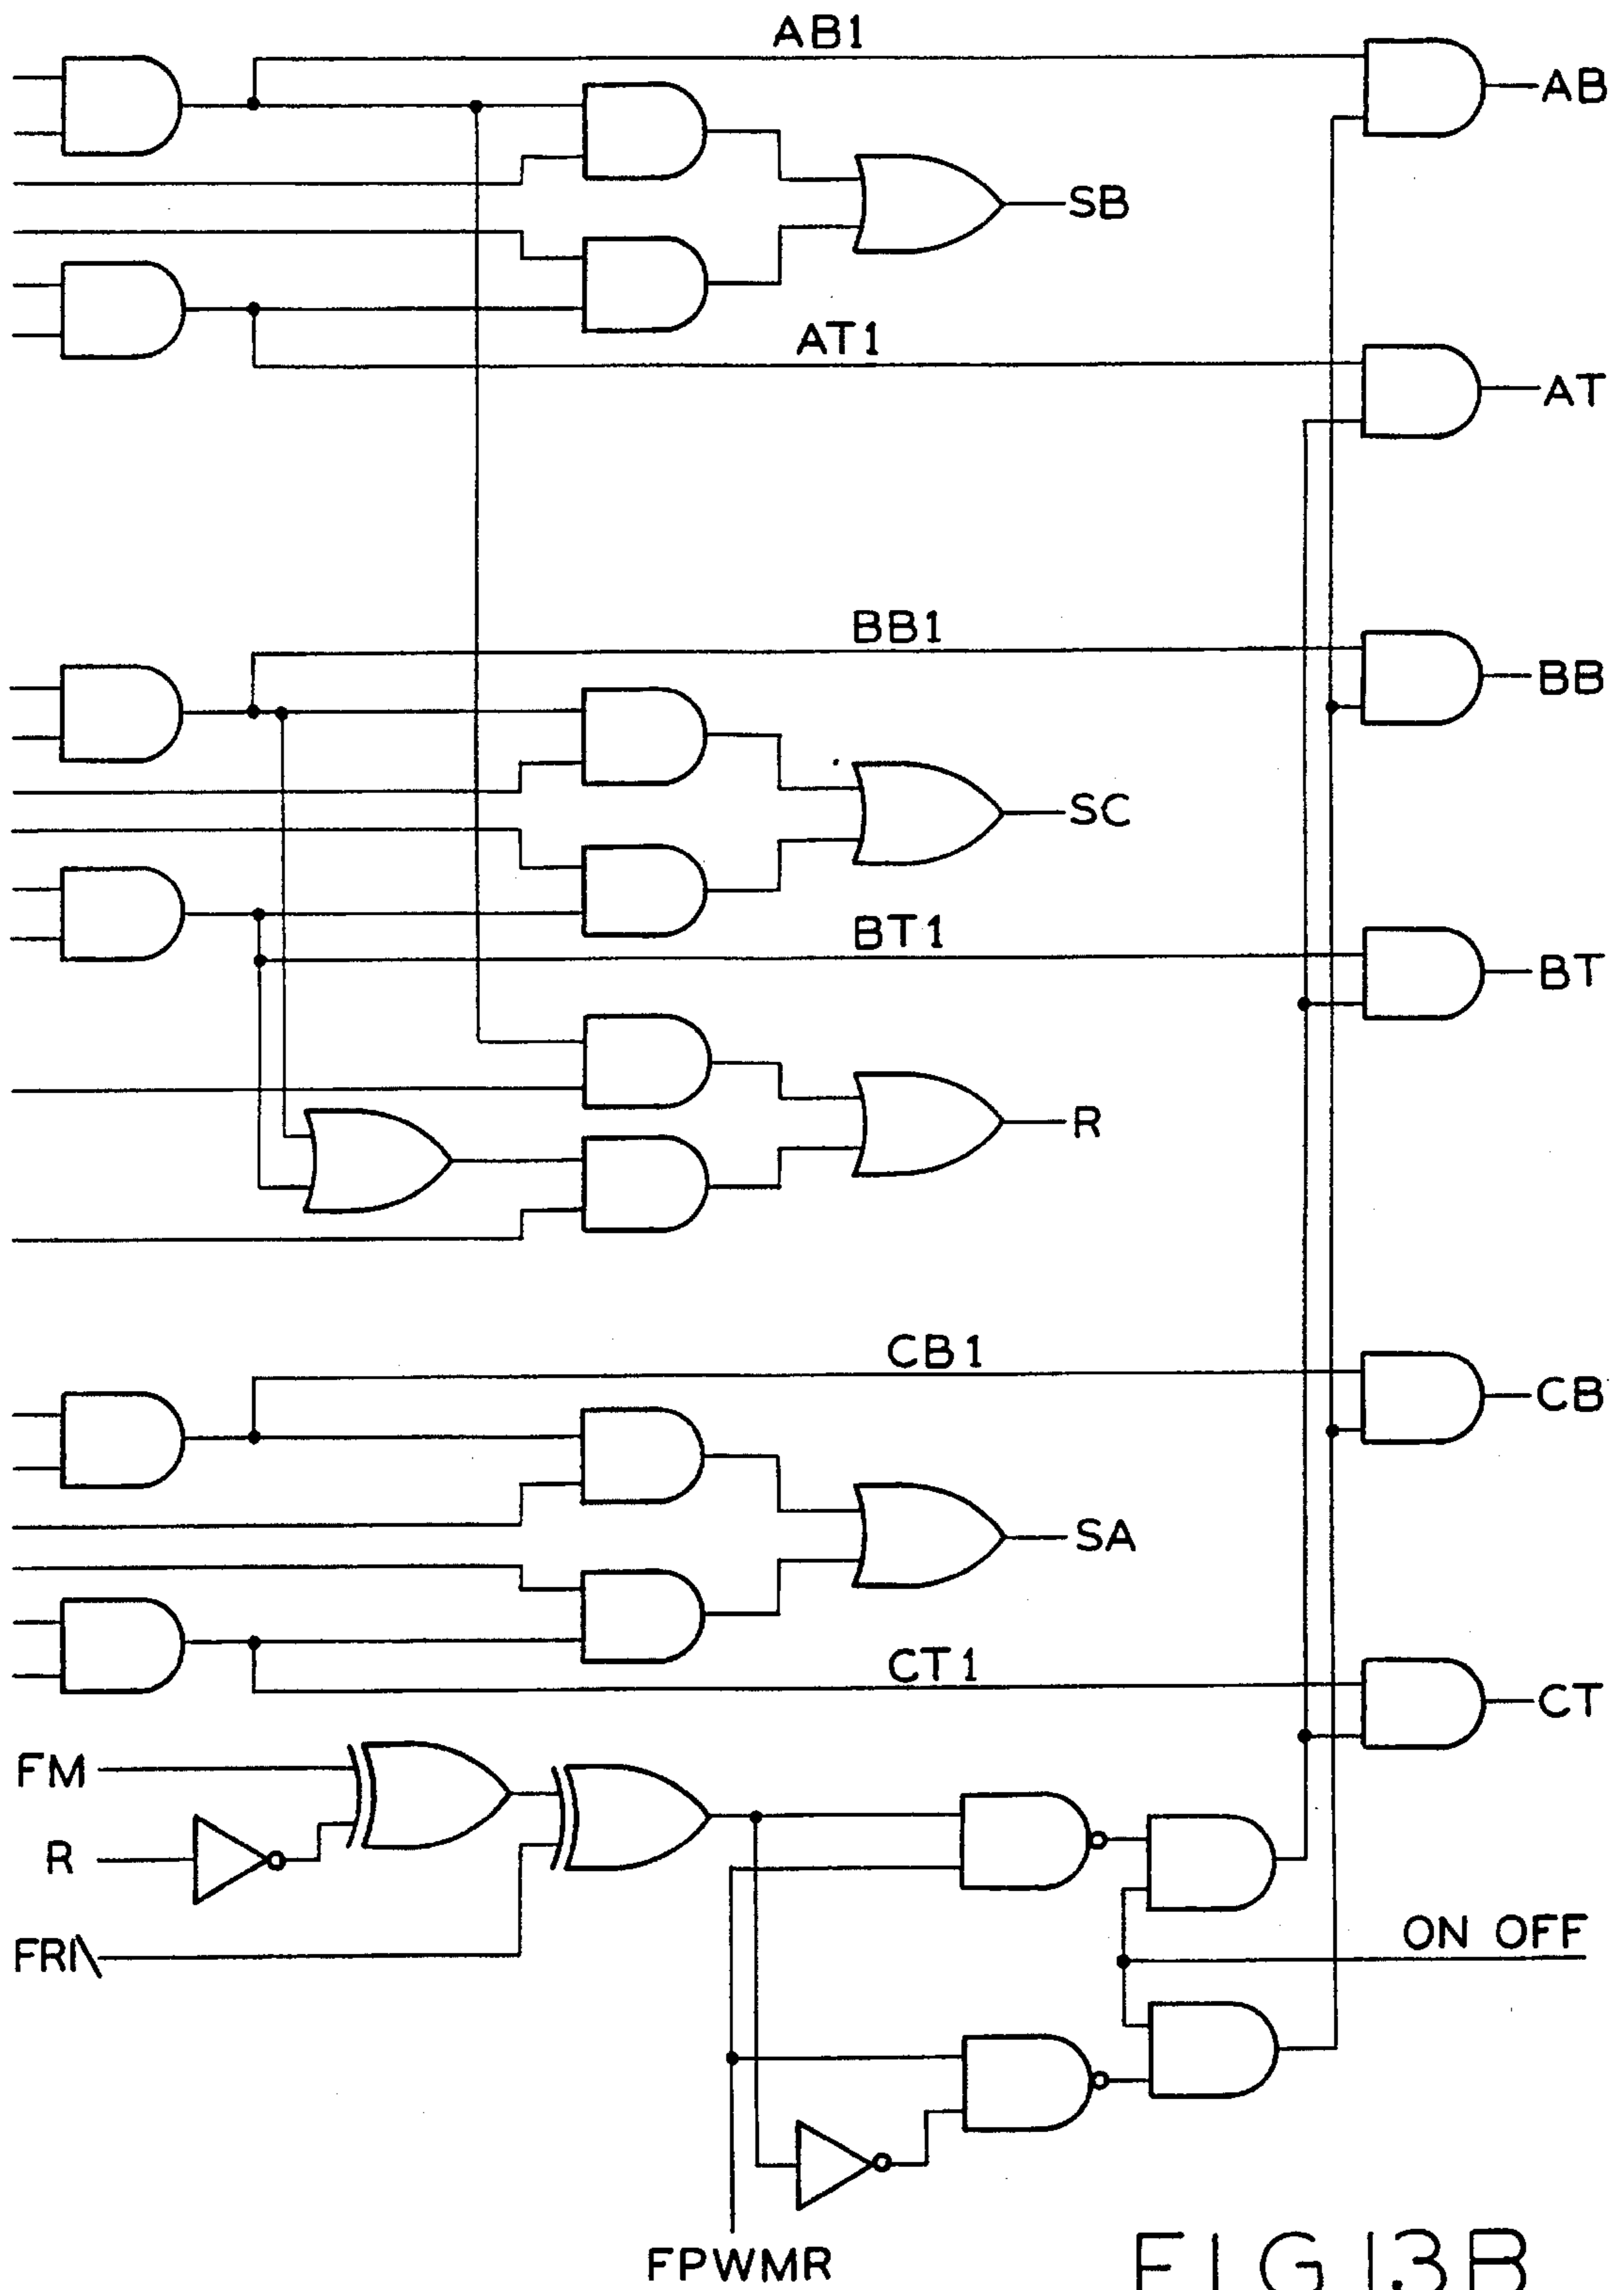 AB1
AB
SB
AT1
AT
BB1
BB
SC
BT1
BT
R
CB1
CB
SA
CT1
CT
FM
R
FRI\
ON OFF
FPWMR
FIG.13B